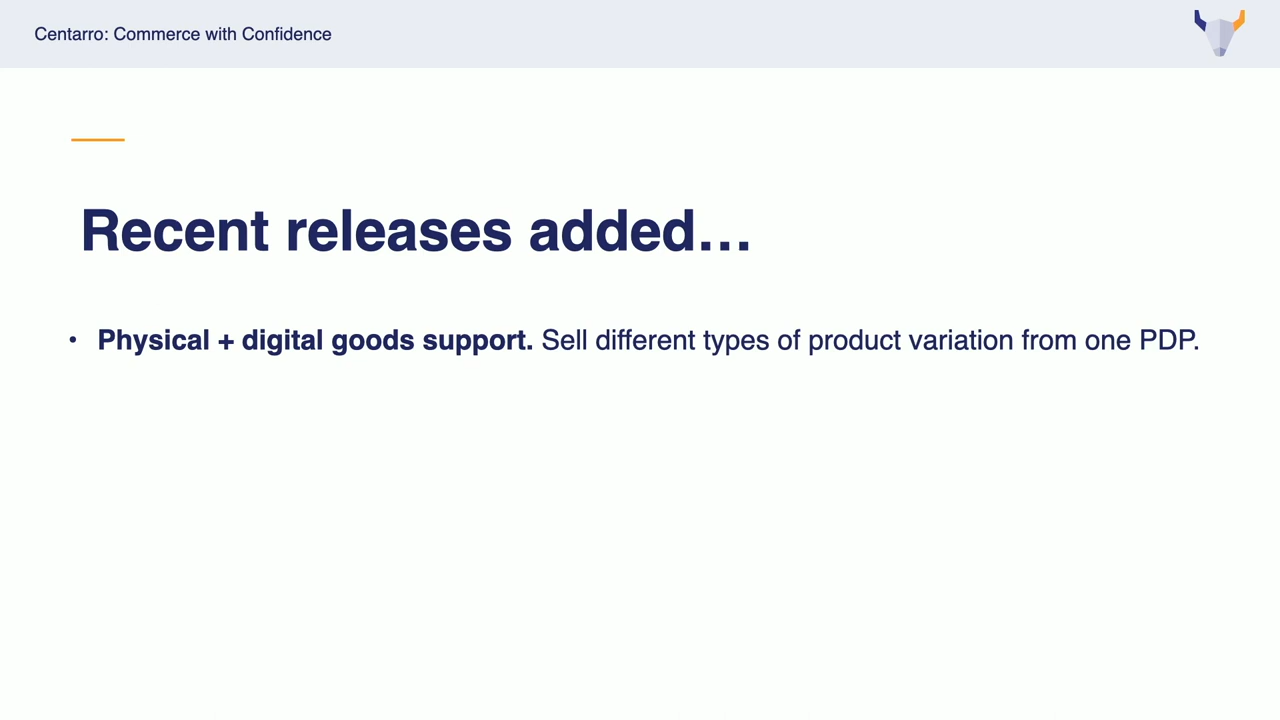 Centarro: Commerce with Confidence
Recent releases added…
• Physical + digital goods support. Sell different types of product variation from one PDP.